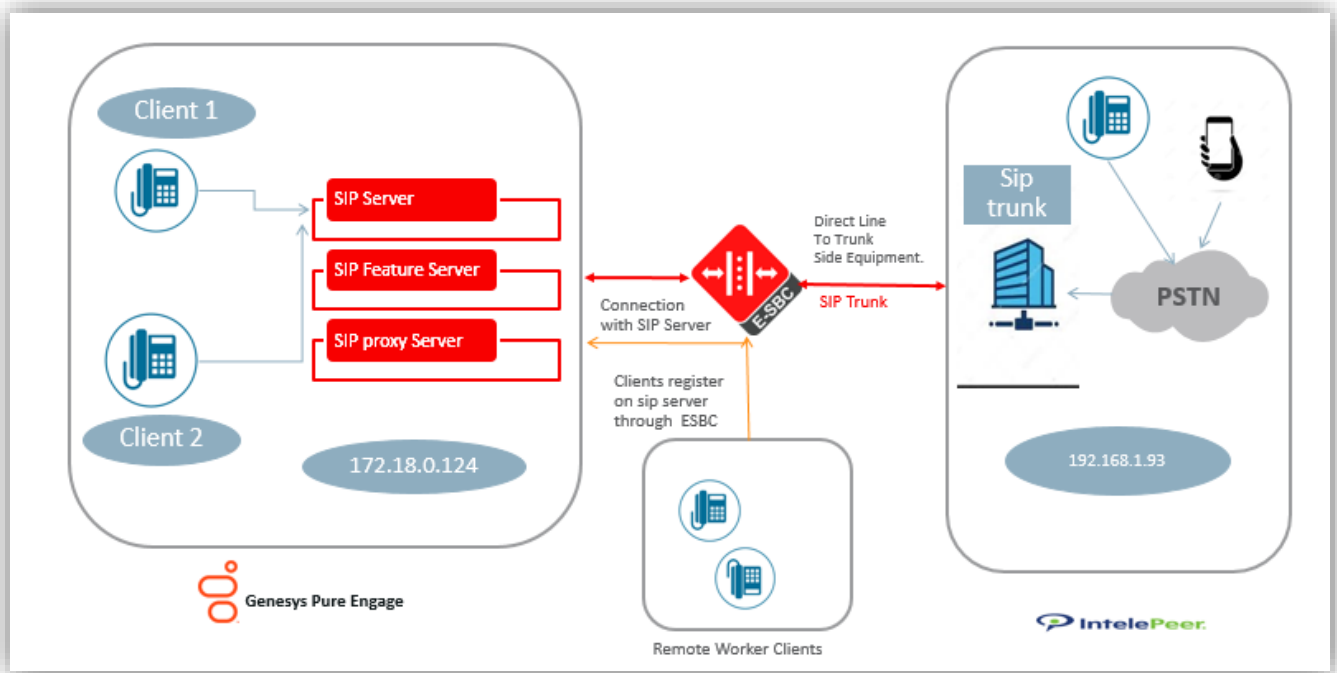 Client 1
SIP Server
SIP Feature Server
SIP proxy Server
Client 2
172.18.0.124
Genesys Pure Engage
Connection
with SIP Server
E-SBC
Direct Line
To Trunk
Side Equipment.
SIP Trunk
Clients register
on sip server
through ESBC
Remote Worker Clients
Sip
trunk
PSTN
192.168.1.93
IntelePeer.